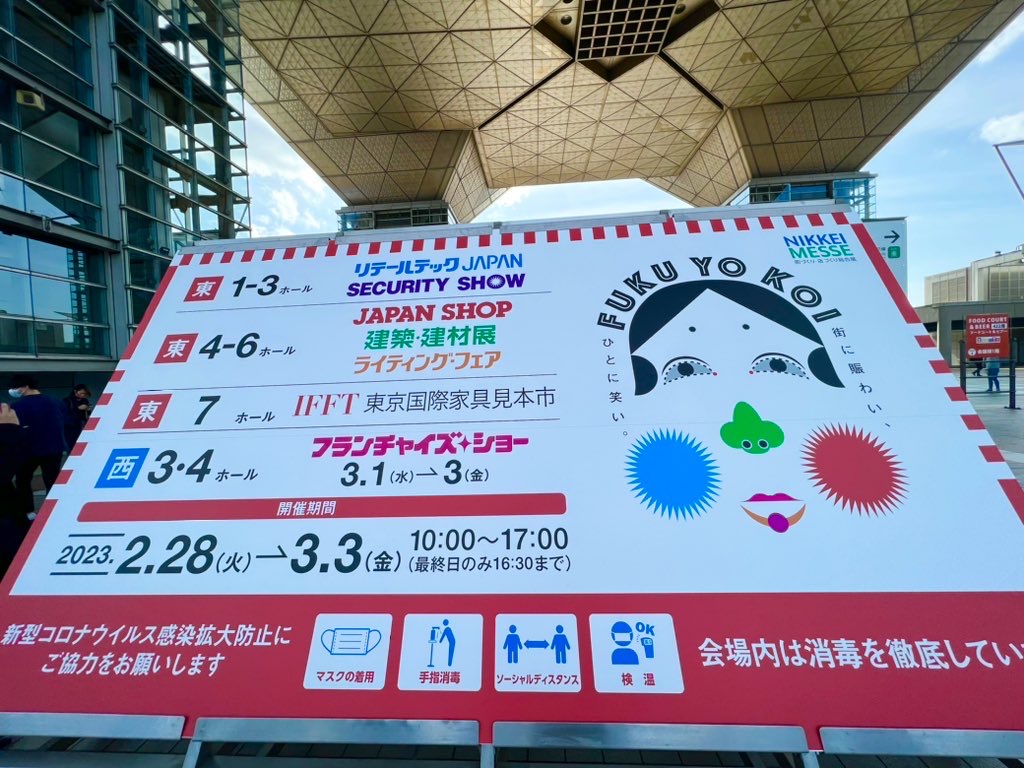 東 1-3 ホール
リテールテック JAPAN
SECURITY SHOW
東 4-6 ホール
JAPAN SHOP
建築・建材展
ライティング・フェア
東 7 ホール
IFFT 東京国際家具見本市
西 3・4 ホール
フランチャイズ・ショー
3.1(水)→3(金)
開催期間
2023. 2.28(火)→3.3(金)
10:00〜17:00
(最終日のみ16:30まで)
NIKKEI
MESSE
FUKU YO KOI
街に賑わい、
ひとに笑い。
新型コロナウイルス感染拡大防止に
ご協力をお願いします
マスクの着用
手指消毒
ソーシャルディスタンス
OK
検 温
会場内は消毒を徹底してい
FOOD COURT
& BEER